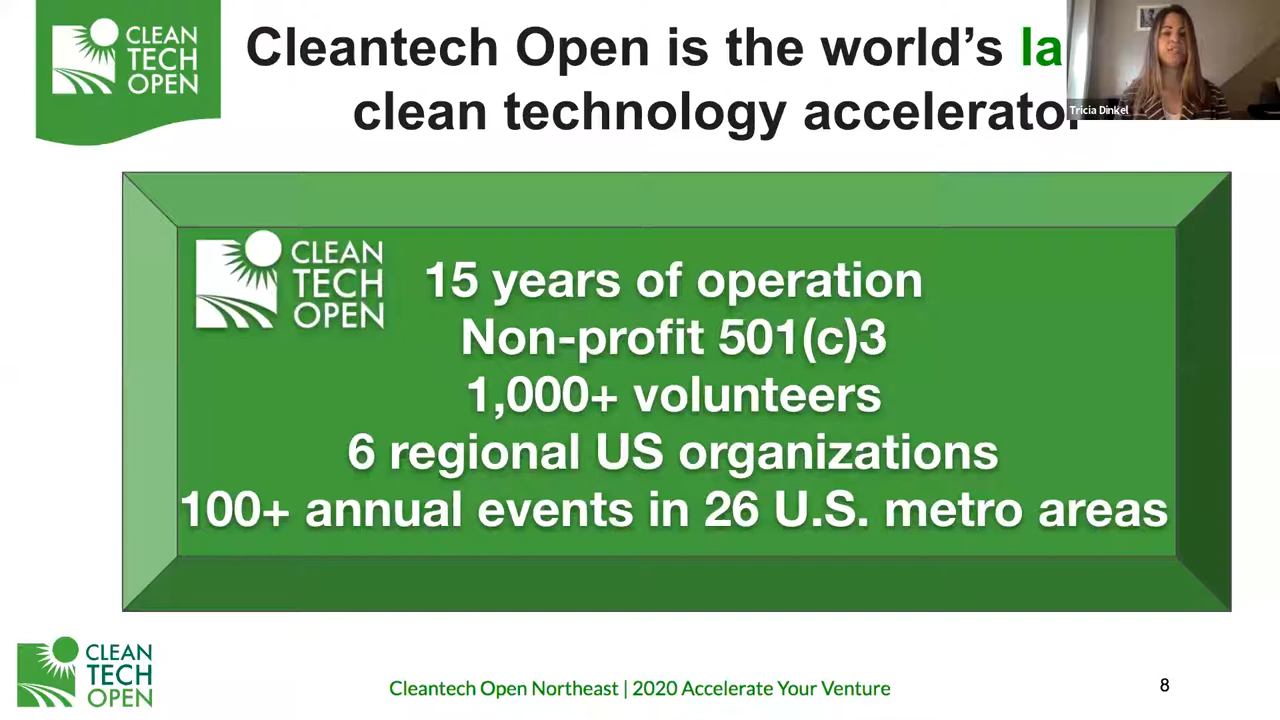 CLEAN
TECH
OPEN
Cleantech Open is the world's la
clean technology accelerator
Tricia Dinkel
CLEAN
TECH
OPEN
15 years of operation
Non-profit 501(c)3
1,000+ volunteers
6 regional US organizations
100+ annual events in 26 U.S. metro areas
CLEAN
TECH
OPEN
Cleantech Open Northeast | 2020 Accelerate Your Venture
8